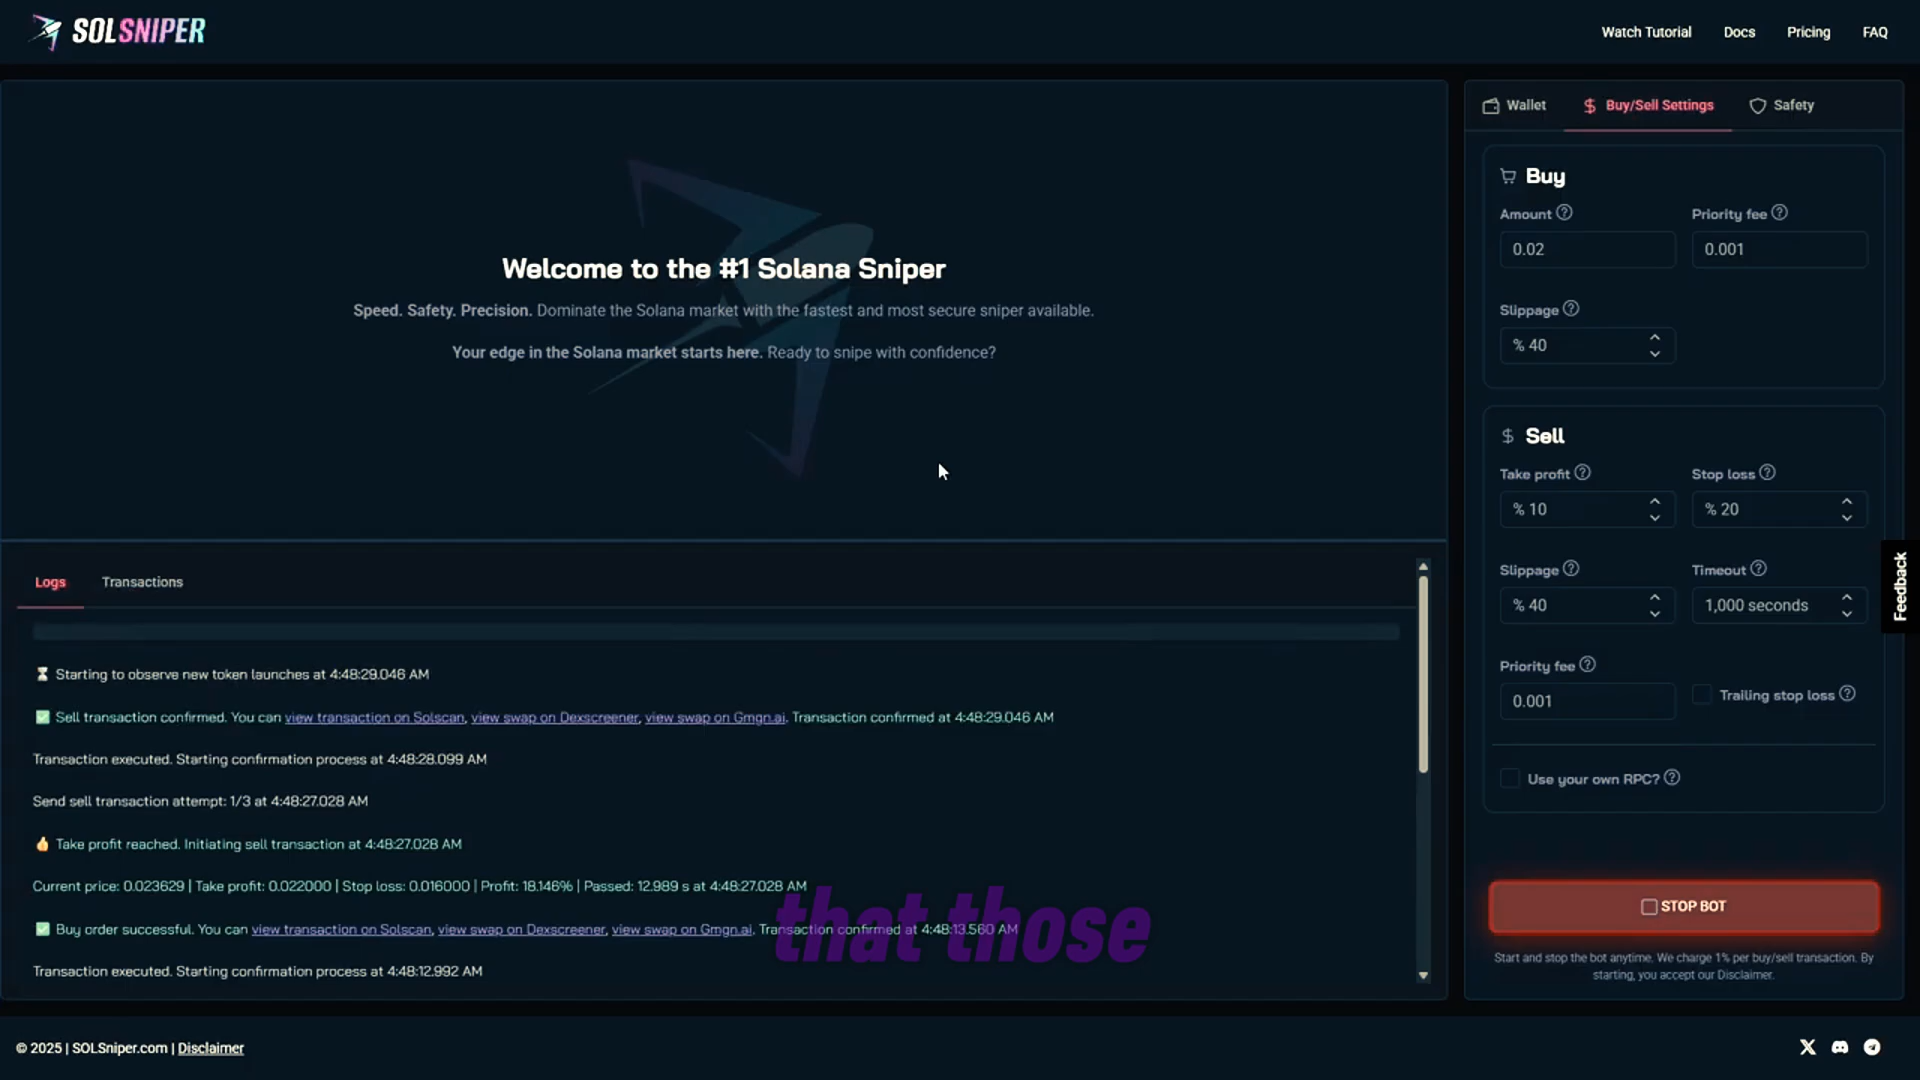 SOLSNIPER
Watch Tutorial
Docs
Pricing
FAQ
Welcome to the #1 Solana Sniper
Speed. Safety. Precision. Dominate the Solana market with the fastest and most secure sniper available.
Your edge in the Solana market starts here. Ready to snipe with confidence?
Logs
Transactions
Starting to observe new token launches at 4:48:29.046 AM
Sell transaction confirmed. You can view transaction on Solscan, view swap on Dexscreener, view swap on Gmgn.ai. Transaction confirmed at 4:48:29.046 AM
Transaction executed. Starting confirmation process at 4:48:28.099 AM
Send sell transaction attempt: 1/3 at 4:48:27.028 AM
Take profit reached. Initiating sell transaction at 4:48:27.028 AM
Current price: 0.023629 | Take profit: 0.022000 | Stop loss: 0.016000 | Profit: 18.146% | Passed: 12.989 s at 4:48:27.028 AM
Buy order successful. You can view transaction on Solscan, view swap on Dexscreener, view swap on Gmgn.ai. Transaction confirmed at 4:48:13.560 AM
Transaction executed. Starting confirmation process at 4:48:12.992 AM
that those
Wallet
$ Buy/Sell Settings
Safety
Buy
Amount
Priority fee
0.02
0.001
Slippage
% 40
$ Sell
Take profit
Stop loss
% 10
% 20
Slippage
Timeout
% 40
1,000 seconds
Priority fee
0.001
Trailing stop loss
Use your own RPC?
STOP BOT
Start and stop the bot anytime. We charge 1% per buy/sell transaction. By
starting, you accept our Disclaimer.
Feedback
© 2025 | SOLSniper.com | Disclaimer